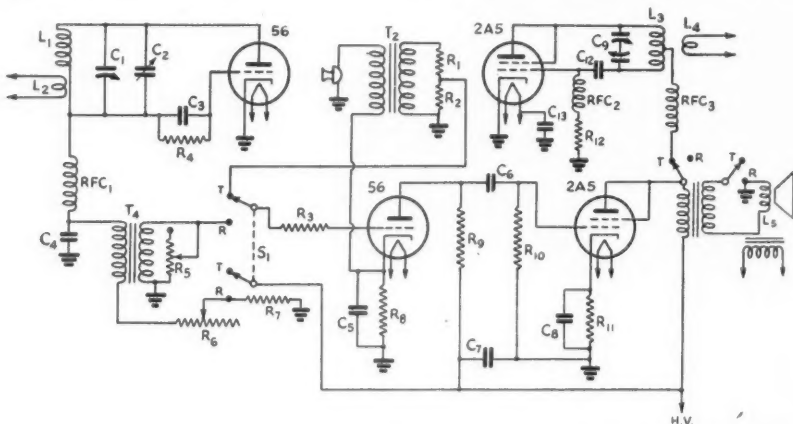 56
T2
2A5
L3
L4
L1
C1
C2
C9
C12
R1
R2
L2
C3
R4
RFC2
RFC3
C13
R12
RFC1
T
R
T
R
T
56
C6
2A5
T4
C4
R5
R
S1
R3
R9
R10
L5
T
R
R7
R6
C5
R8
C7
C8
R11
H.V.